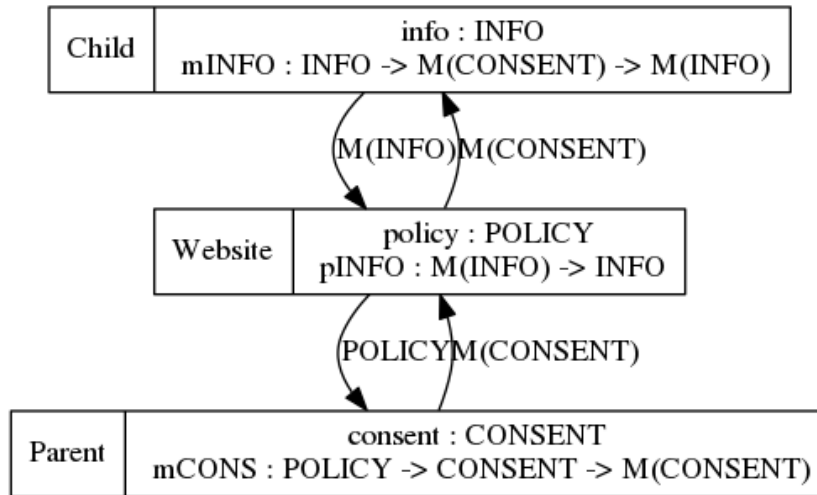 Child
info : INFO
mINFO : INFO -> M(CONSENT) -> M(INFO)
M(INFO)M(CONSENT)
Website
policy : POLICY
pINFO : M(INFO) -> INFO
POLICYM(CONSENT)
Parent
consent : CONSENT
mCONS : POLICY -> CONSENT -> M(CONSENT)